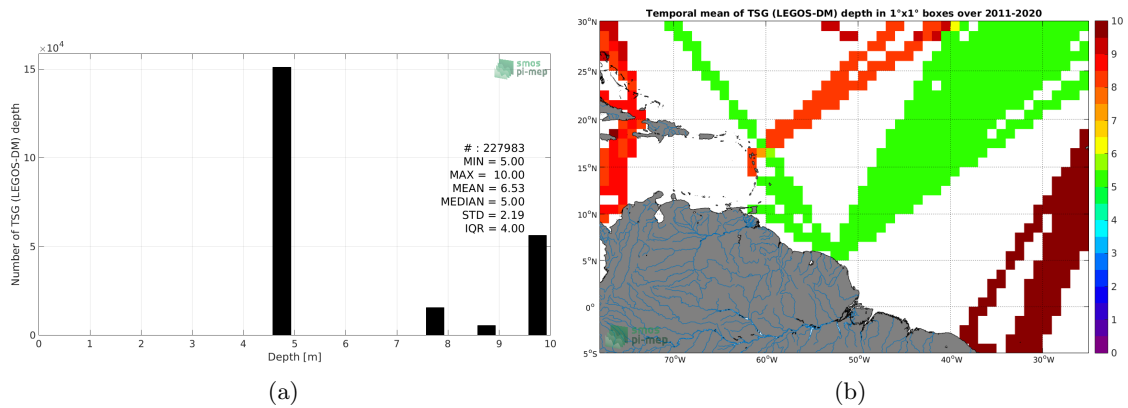 ×10⁴
15
10
5
0
Number of TSG (LEGOS-DM) depth
smos
pi-mep
# : 227983
MIN = 5.00
MAX = 10.00
MEAN = 6.53
MEDIAN = 5.00
STD = 2.19
IQR = 4.00
0 1 2 3 4 5 6 7 8 9 10
Depth [m]
(a)
Temporal mean of TSG (LEGOS-DM) depth in 1°x1° boxes over 2011-2020
30°N
25°N
20°N
15°N
10°N
5°N
0°
5°S
smos
pi-mep
70°W 60°W 50°W 40°W 30°W
10
9
8
7
6
5
4
3
2
1
0
(b)